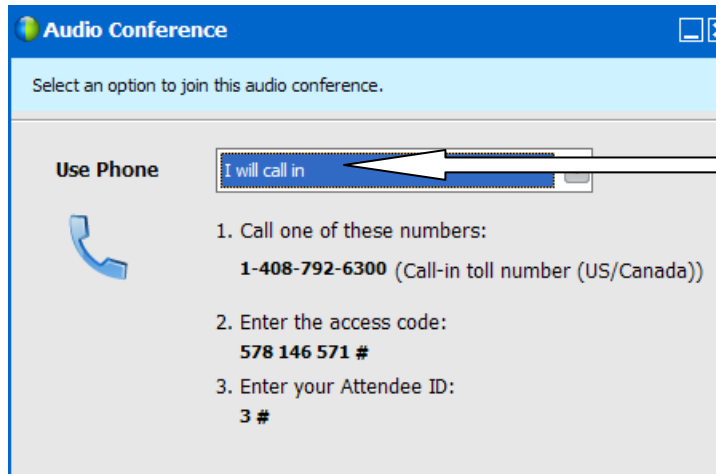 Audio Conference
Select an option to join this audio conference.
Use Phone
I will call in
1. Call one of these numbers:
1-408-792-6300 (Call-in toll number (US/Canada))
2. Enter the access code:
578 146 571 #
3. Enter your Attendee ID:
3 #